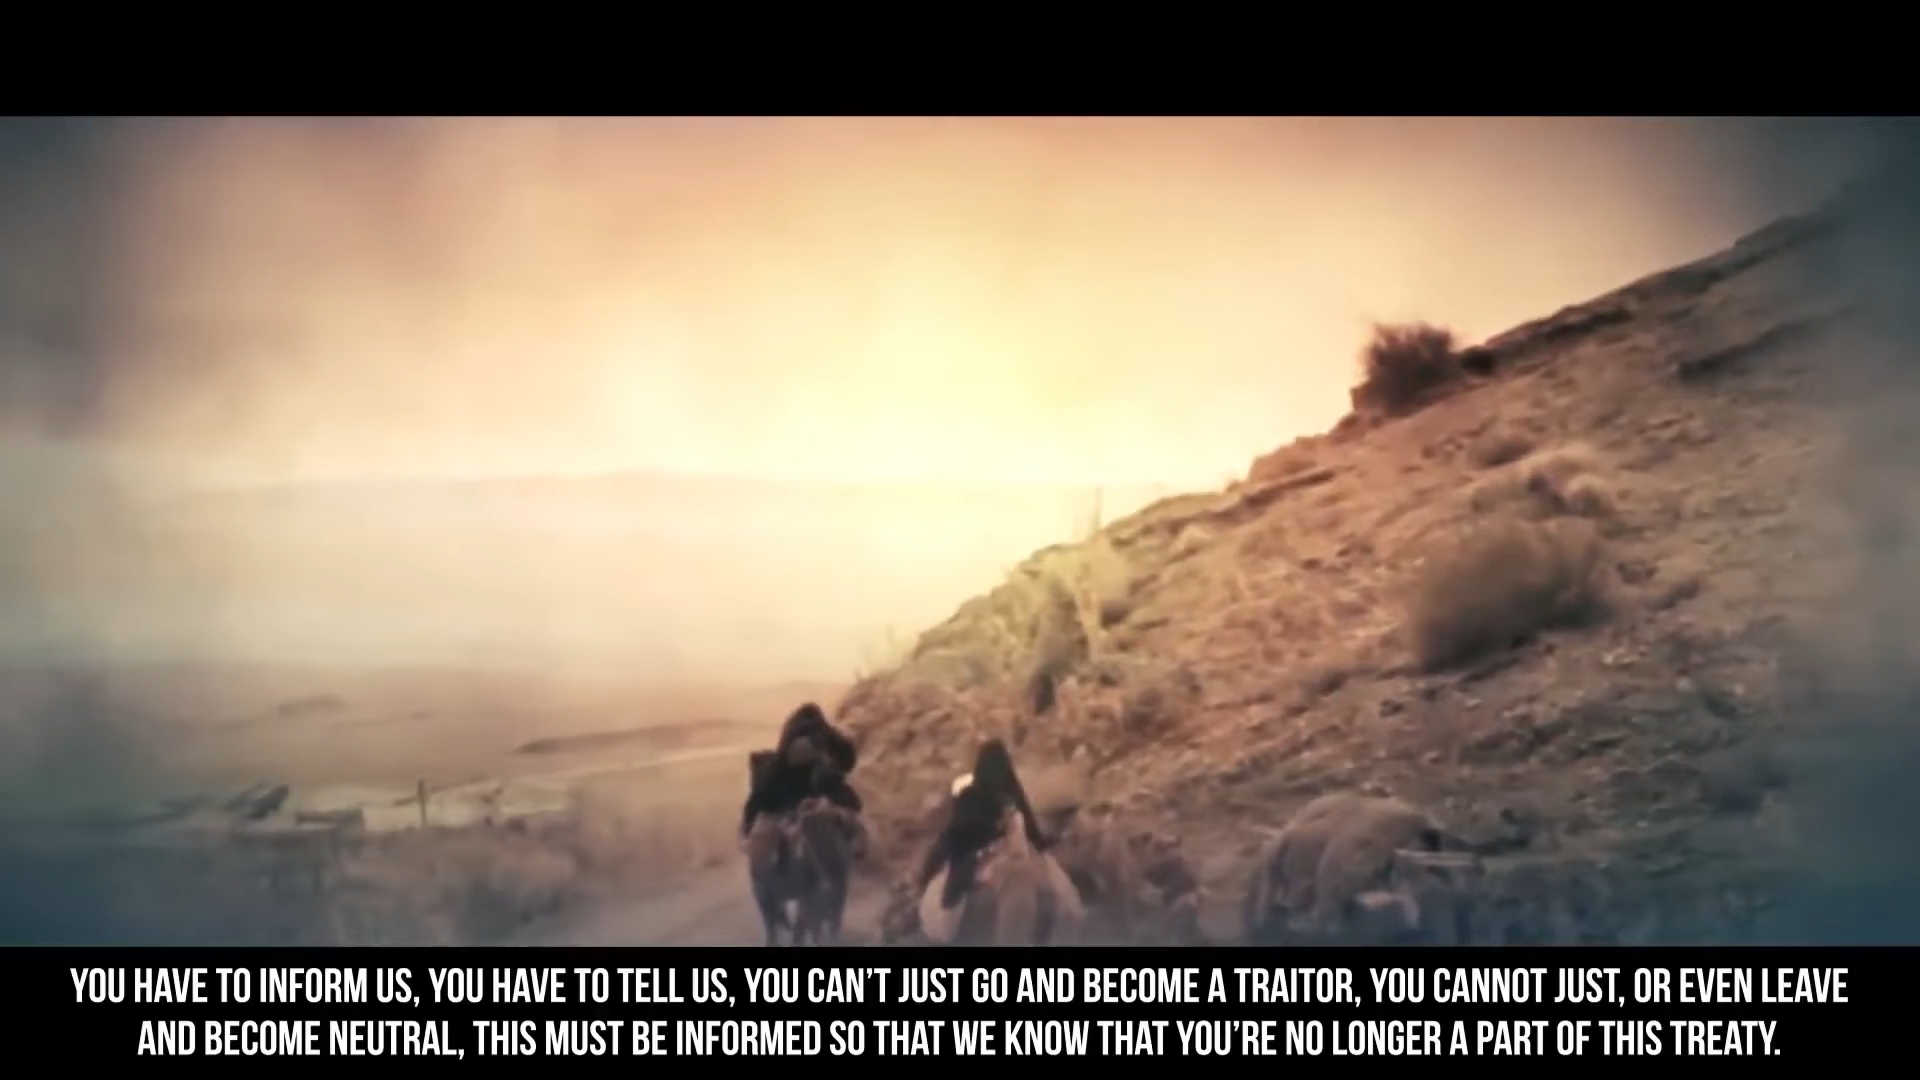 YOU HAVE TO INFORM US, YOU HAVE TO TELL US, YOU CAN’T JUST GO AND BECOME A TRAITOR, YOU CANNOT JUST, OR EVEN LEAVE
AND BECOME NEUTRAL, THIS MUST BE INFORMED SO THAT WE KNOW THAT YOU’RE NO LONGER A PART OF THIS TREATY.